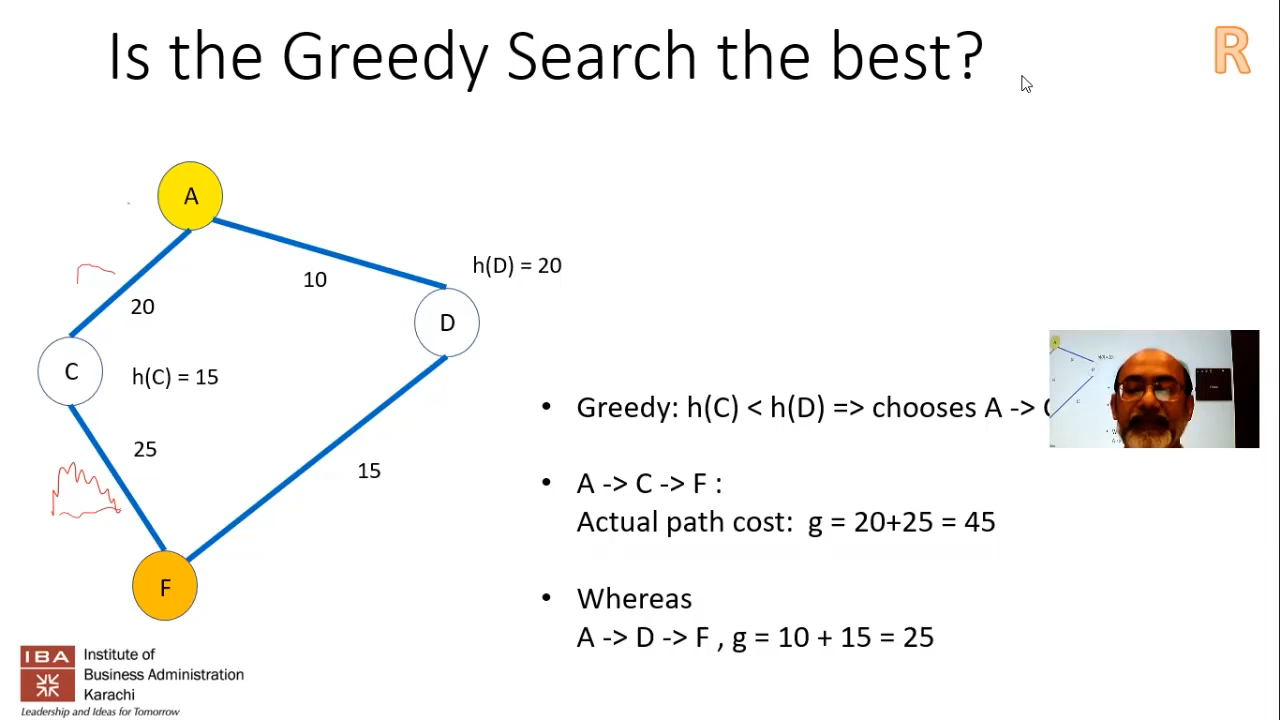 Is the Greedy Search the best?
R
A
h(D) = 20
10
20
D
C
h(C) = 15
Greedy: h(C) < h(D) => chooses A ->
25
15
A -> C -> F :
Actual path cost: g = 20+25 = 45
F
Whereas
A -> D -> F , g = 10 + 15 = 25
IBA
Institute of
Business Administration
Karachi
Leadership and Ideas for Tomorrow